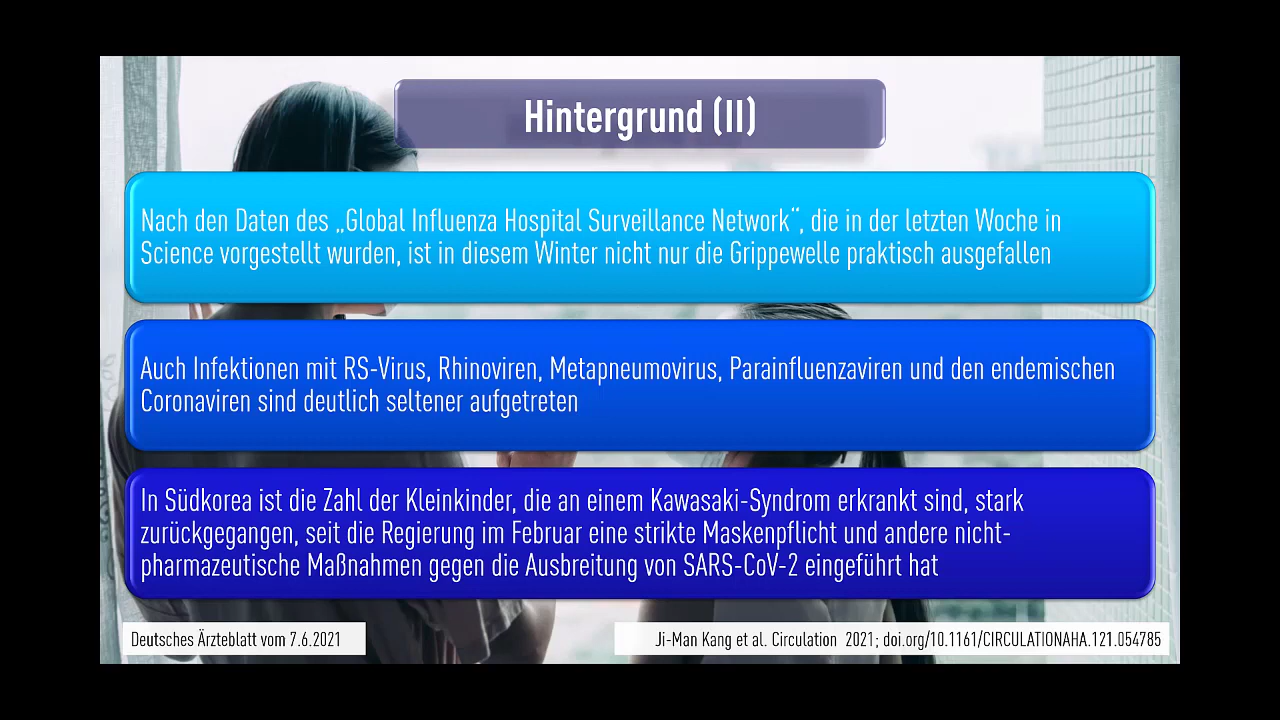 Hintergrund (II)
Nach den Daten des „Global Influenza Hospital Surveillance Network“, die in der letzten Woche in
Science vorgestellt wurden, ist in diesem Winter nicht nur die Grippewelle praktisch ausgefallen
Auch Infektionen mit RS-Virus, Rhinoviren, Metapneumovirus, Parainfluenzaviren und den endemischen
Coronaviren sind deutlich seltener aufgetreten
In Südkorea ist die Zahl der Kleinkinder, die an einem Kawasaki-Syndrom erkrankt sind, stark
zurückgegangen, seit die Regierung im Februar eine strikte Maskenpflicht und andere nicht-
pharmazeutische Maßnahmen gegen die Ausbreitung von SARS-CoV-2 eingeführt hat
Deutsches Ärzteblatt vom 7.6.2021
Ji-Man Kang et al. Circulation 2021; doi.org/10.1161/CIRCULATIONAHA.121.054785